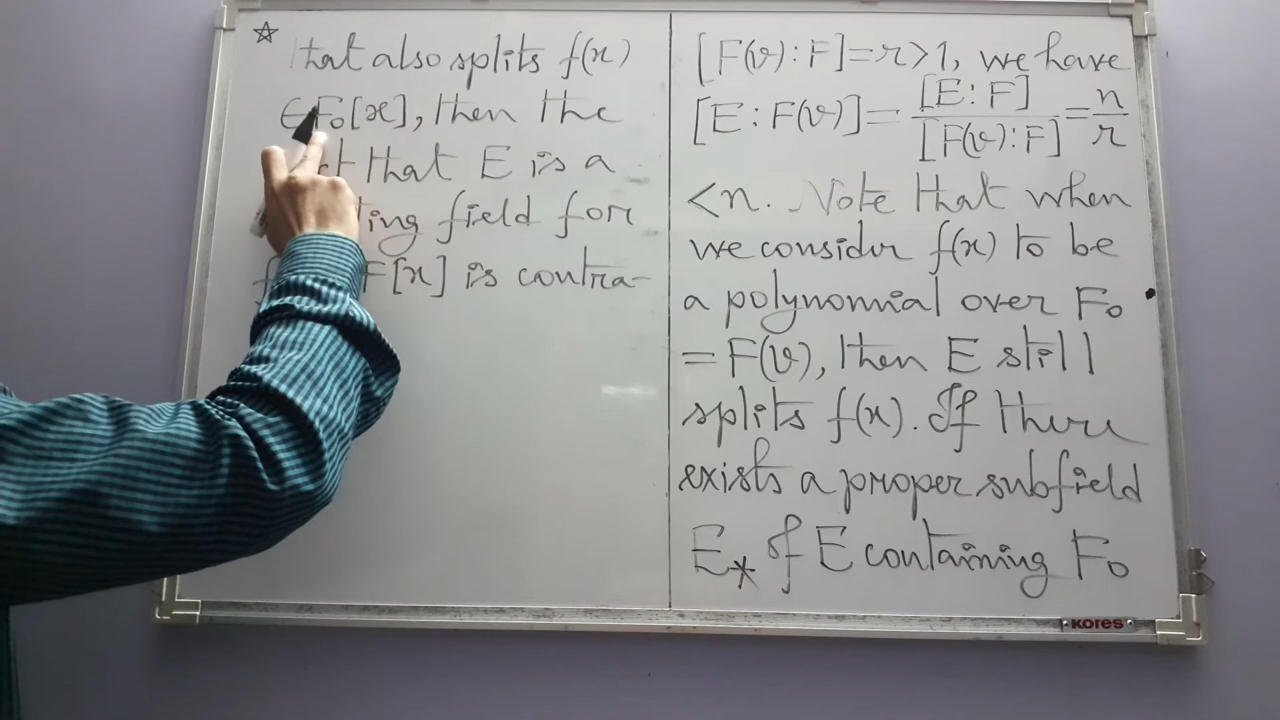 ☆ that also splits f(x)
∈F₀[x], then the
that E is a
field for
F[x] is contra-
[F(v):F]=r>1, we have
[E:F(v)]=[E:F]/[F(v):F]=n/r
<n. Note that when
we consider f(x) to be
a polynomial over F₀
=F(v), then E still
splits f(x). If there
exists a proper subfield
E* of E containing F₀
KORES